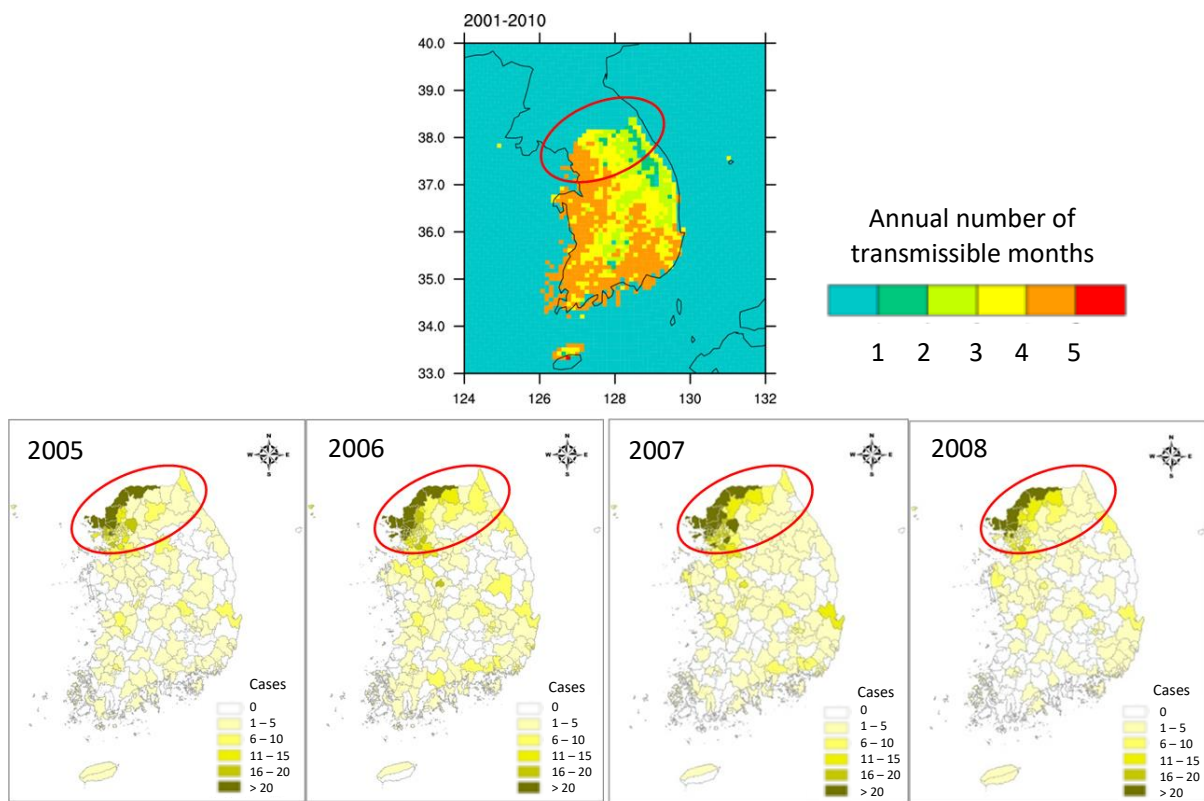 2001-2010
40.0
39.0
38.0
37.0
36.0
35.0
34.0
33.0
124 126 128 130 132
Annual number of
transmissible months
1 2 3 4 5
2005
N
W E
S
Cases
0
1 – 5
6 – 10
11 – 15
16 – 20
> 20
2006
N
W E
S
Cases
0
1 – 5
6 – 10
11 – 15
16 – 20
> 20
2007
N
W E
S
Cases
0
1 – 5
6 – 10
11 – 15
16 – 20
> 20
2008
N
W E
S
Cases
0
1 – 5
6 – 10
11 – 15
16 – 20
> 20